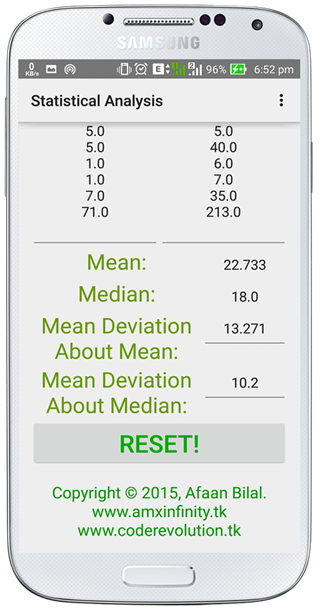 SAMSUNG
0 KB/s E 1 2 96% 6:52 pm
Statistical Analysis
5.0 5.0
5.0 40.0
1.0 6.0
1.0 7.0
7.0 35.0
71.0 213.0
Mean: 22.733
Median: 18.0
Mean Deviation 13.271
About Mean:
Mean Deviation 10.2
About Median:
RESET!
Copyright © 2015, Afaan Bilal.
www.amxinfinity.tk
www.coderevolution.tk